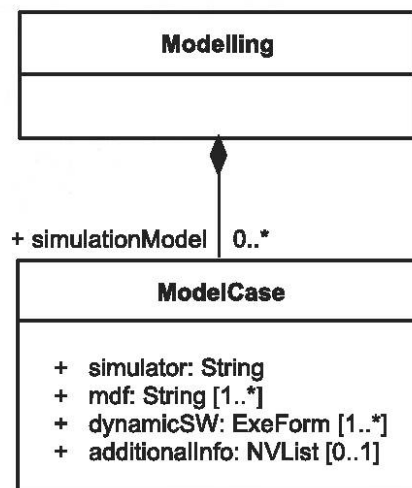 Modelling
+ simulationModel 0..*
ModelCase
+ simulator: String
+ mdf: String [1..*]
+ dynamicSW: ExeForm [1..*]
+ additionalInfo: NVList [0..1]